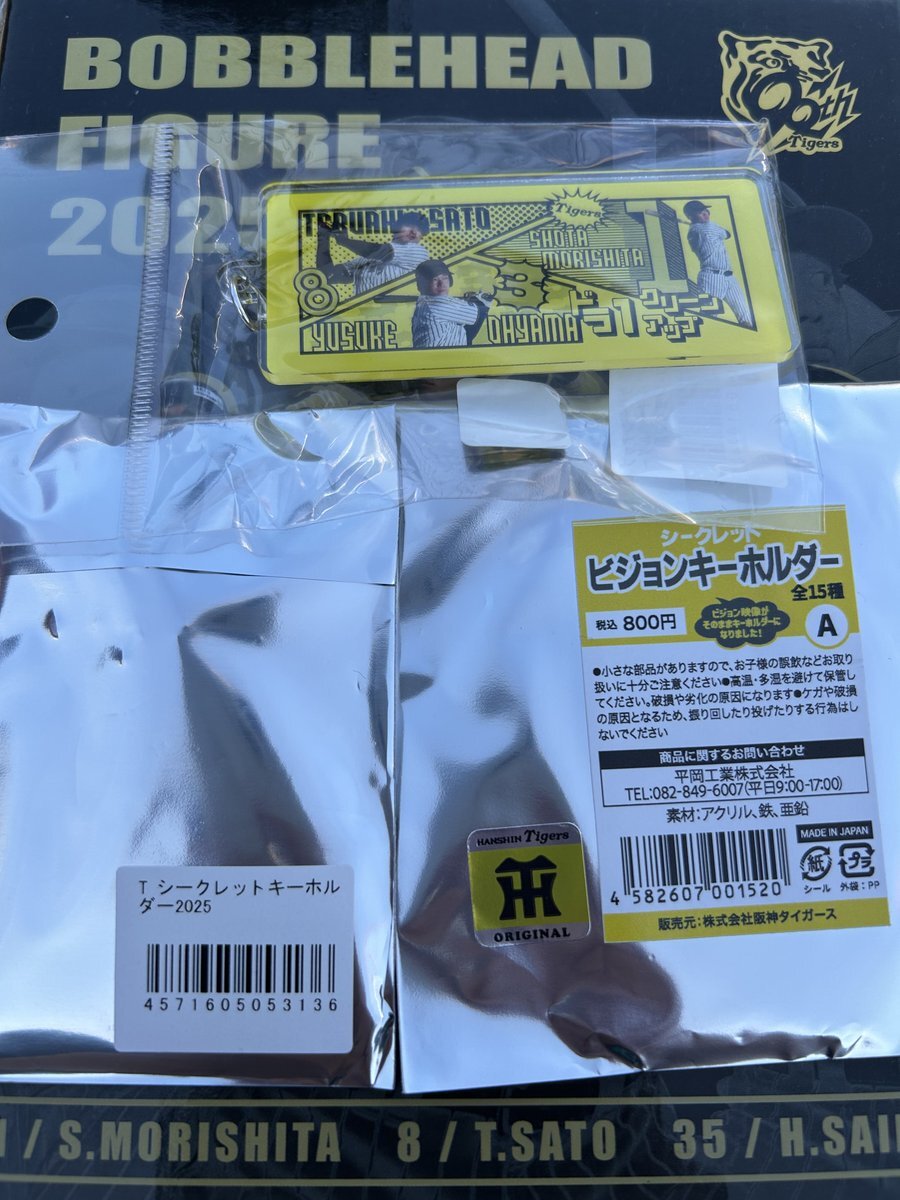 BOBBLEHEAD
FIGURE
2025
90th
Tigers
TERUAKI SATO
Tigers
SHOTA
MORISHITA
1
8
3
YUSUKE
OHYAMA
ドラ1
クリーン
アップ
シークレット
ビジョンキーホルダー
全15種
税込 800円
ビジョン映像が
そのままキーホルダーに
なりました!
A
●小さな部品がありますので、お子様の誤飲などお取り
扱いに十分ご注意ください●高温・多湿を避けて保管し
てください。破損や劣化の原因になります●ケガや破損
の原因となるため、振り回したり投げたりする行為はし
ないでください
商品に関するお問い合わせ
平岡工業株式会社
TEL:082-849-6007(平日9:00-17:00)
素材:アクリル、鉄、亜鉛
MADE IN JAPAN
4 582607 001520
紙
シール
プラ
外袋:PP
販売元:株式会社阪神タイガース
HANSHIN Tigers
TH
ORIGINAL
T シークレットキーホル
ダー2025
4571605053136
1 / S.MORISHITA 8 / T.SATO 35 / H.SAI